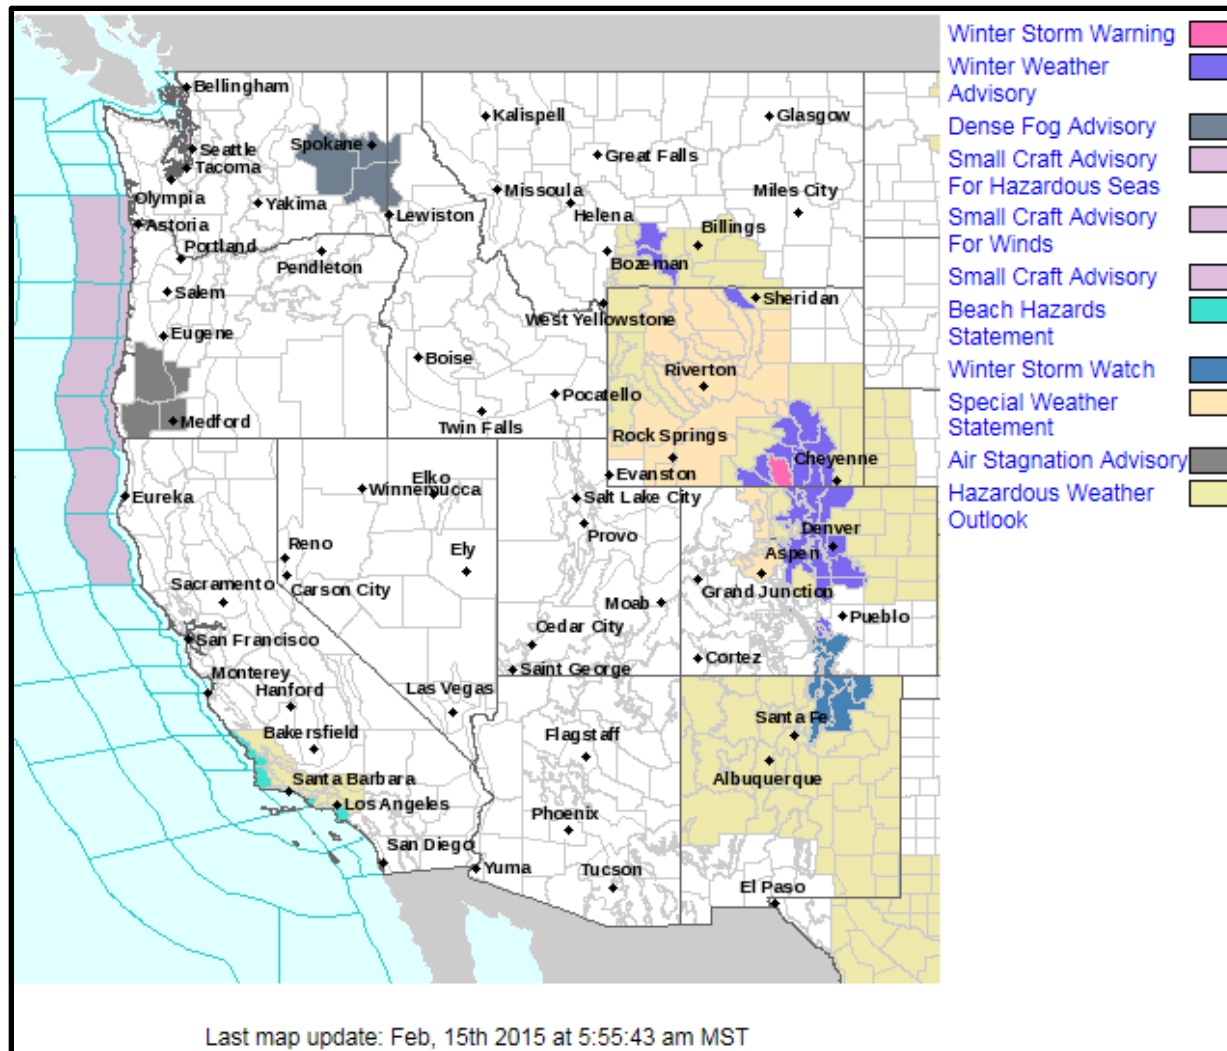 Winter Storm Warning
Winter Weather
Advisory
Dense Fog Advisory
Small Craft Advisory
For Hazardous Seas
Small Craft Advisory
For Winds
Small Craft Advisory
Beach Hazards
Statement
Winter Storm Watch
Special Weather
Statement
Air Stagnation Advisory
Hazardous Weather
Outlook
Bellingham
Kalispell
Glasgow
Seattle
Spokane
Great Falls
Tacoma
Olympia
Yakima
Lewiston
Missoula
Helena
Miles City
Astoria
Portland
Pendleton
Bozeman
Billings
Salem
West Yellowstone
Sheridan
Eugene
Boise
Riverton
Pocatello
Medford
Twin Falls
Rock Springs
Cheyenne
Evanston
Eureka
Winnemucca
Elko
Salt Lake City
Provo
Denver
Reno
Ely
Aspen
Sacramento
Carson City
Grand Junction
Moab
Pueblo
San Francisco
Cedar City
Monterey
Saint George
Cortez
Hanford
Las Vegas
Bakersfield
Flagstaff
Santa Fe
Santa Barbara
Albuquerque
Los Angeles
Phoenix
San Diego
Yuma
Tucson
El Paso
Last map update: Feb, 15th 2015 at 5:55:43 am MST